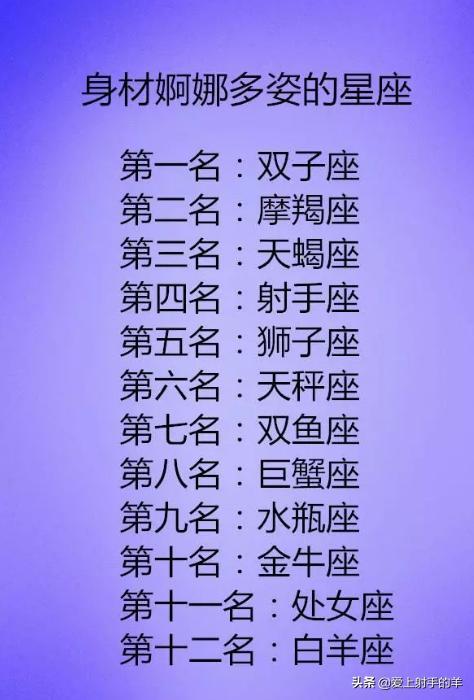 身材婀娜多姿的星座
第一名：双子座
第二名：摩羯座
第三名：天蝎座
第四名：射手座
第五名：狮子座
第六名：天秤座
第七名：双鱼座
第八名：巨蟹座
第九名：水瓶座
第十名：金牛座
第十一名：处女座
第十二名：白羊座
头条 @爱上射手的羊